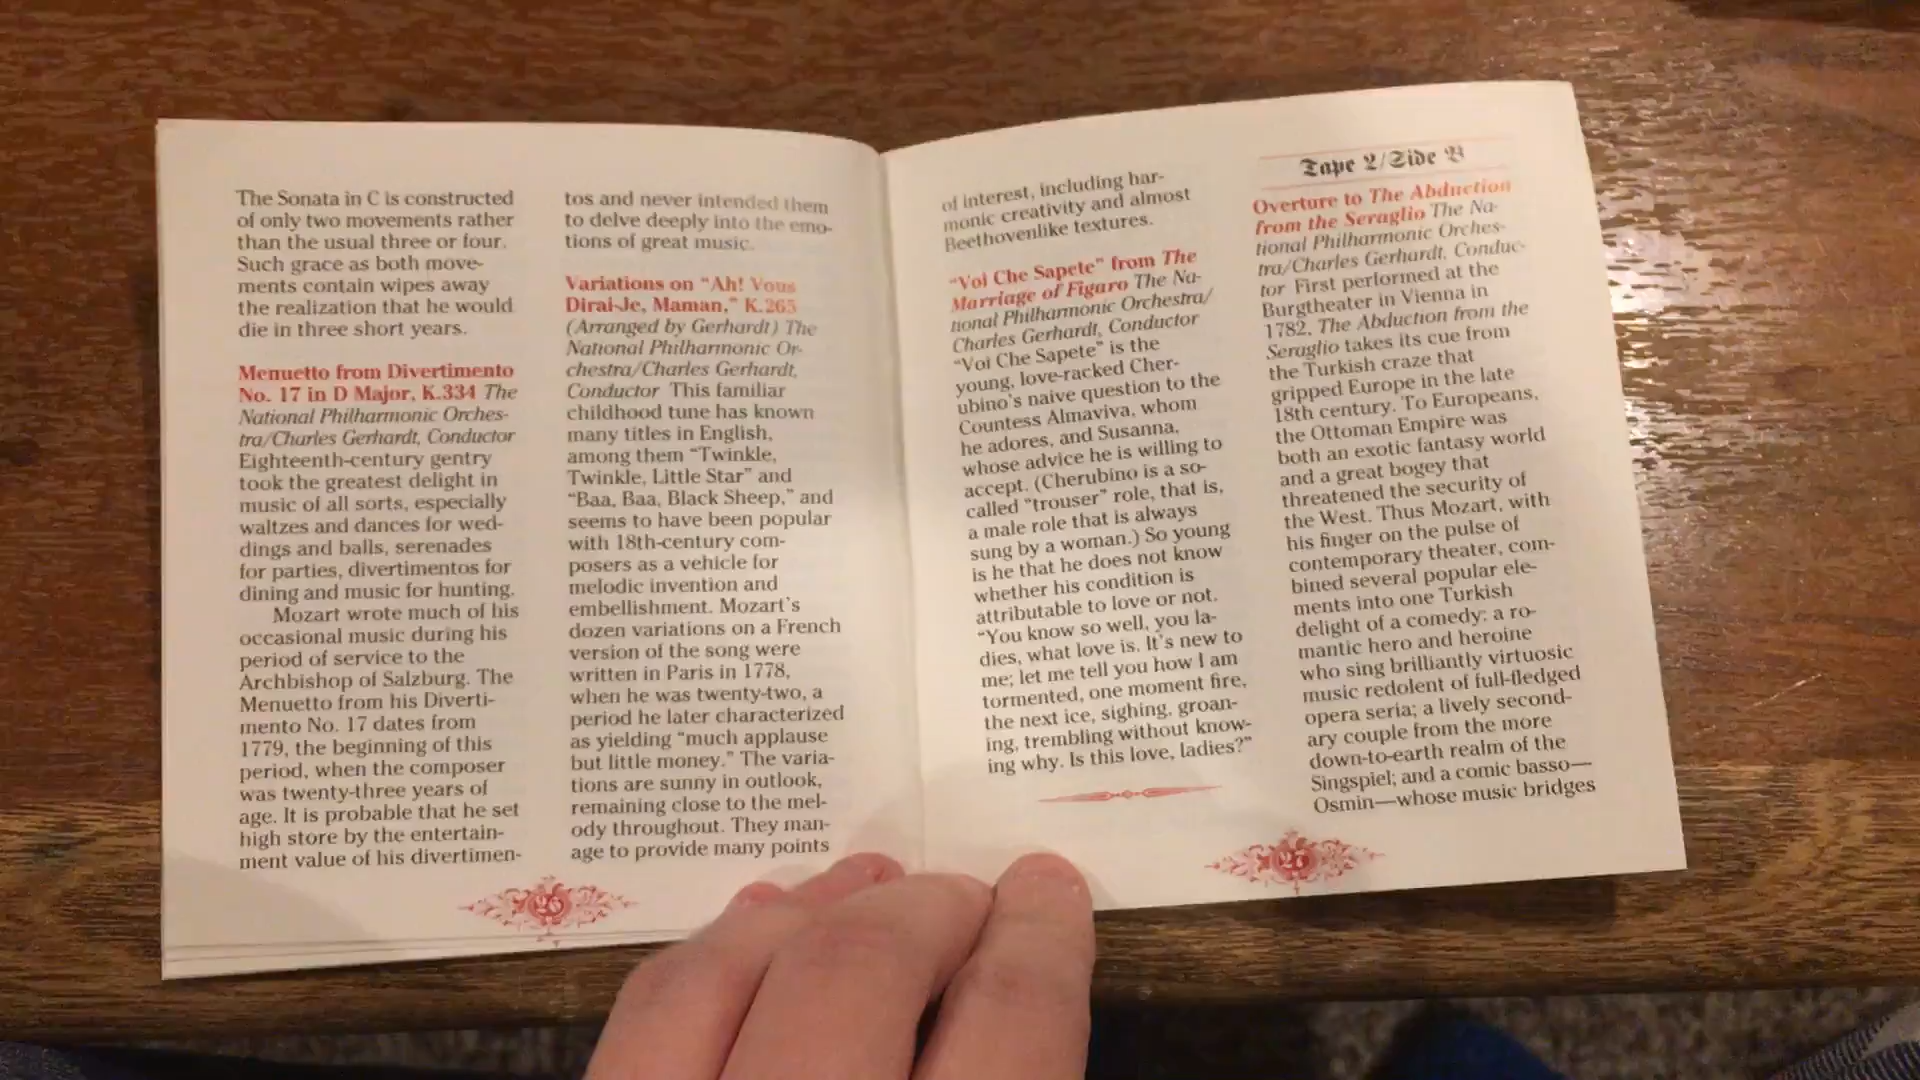 The Sonata in C is constructed
of only two movements rather
than the usual three or four.
Such grace as both move-
ments contain wipes away
the realization that he would
die in three short years.
Menuetto from Divertimento
No. 17 in D Major, K.334 The
National Philharmonic Orches-
tra/Charles Gerhardt, Conductor
Eighteenth-century gentry
took the greatest delight in
music of all sorts, especially
waltzes and dances for wed-
dings and balls, serenades
for parties, divertimentos for
dining and music for hunting.
Mozart wrote much of his
occasional music during his
period of service to the
Archbishop of Salzburg. The
Menuetto from his Diverti-
mento No. 17 dates from
1779, the beginning of this
period, when the composer
was twenty-three years of
age. It is probable that he set
high store by the entertain-
ment value of his divertimen-
26
tos and never intended them
to delve deeply into the emo-
tions of great music.
Variations on "Ah! Vous
Dirai-Je, Maman," K.265
(Arranged by Gerhardt) The
National Philharmonic Or-
chestra/Charles Gerhardt,
Conductor This familiar
childhood tune has known
many titles in English,
among them "Twinkle,
Twinkle, Little Star" and
"Baa, Baa, Black Sheep," and
seems to have been popular
with 18th-century com-
posers as a vehicle for
melodic invention and
embellishment. Mozart's
dozen variations on a French
version of the song were
written in Paris in 1778,
when he was twenty-two, a
period he later characterized
as yielding "much applause
but little money." The varia-
tions are sunny in outlook,
remaining close to the mel-
ody throughout. They man-
age to provide many points
of interest, including har-
monic creativity and almost
Beethovenlike textures.
"Voi Che Sapete" from The
Marriage of Figaro The Na-
tional Philharmonic Orchestra/
Charles Gerhardt, Conductor
"Voi Che Sapete" is the
young, love-racked Cher-
ubino's naive question to the
Countess Almaviva, whom
he adores, and Susanna,
whose advice he is willing to
accept. (Cherubino is a so-
called "trouser" role, that is,
a male role that is always
sung by a woman.) So young
is he that he does not know
whether his condition is
attributable to love or not.
"You know so well, you la-
dies, what love is. It's new to
me; let me tell you how I am
tormented, one moment fire,
the next ice, sighing, groan-
ing, trembling without know-
ing why. Is this love, ladies?"
Tape 2/Side B
Overture to The Abduction
from the Seraglio The Na-
tional Philharmonic Orches-
tra/Charles Gerhardt, Conduc-
tor First performed at the
Burgtheater in Vienna in
1782, The Abduction from the
Seraglio takes its cue from
the Turkish craze that
gripped Europe in the late
18th century. To Europeans,
the Ottoman Empire was
both an exotic fantasy world
and a great bogey that
threatened the security of
the West. Thus Mozart, with
his finger on the pulse of
contemporary theater, com-
bined several popular ele-
ments into one Turkish
delight of a comedy: a ro-
mantic hero and heroine
who sing brilliantly virtuosic
music redolent of full-fledged
opera seria; a lively second-
ary couple from the more
down-to-earth realm of the
Singspiel; and a comic basso—
Osmin—whose music bridges
27